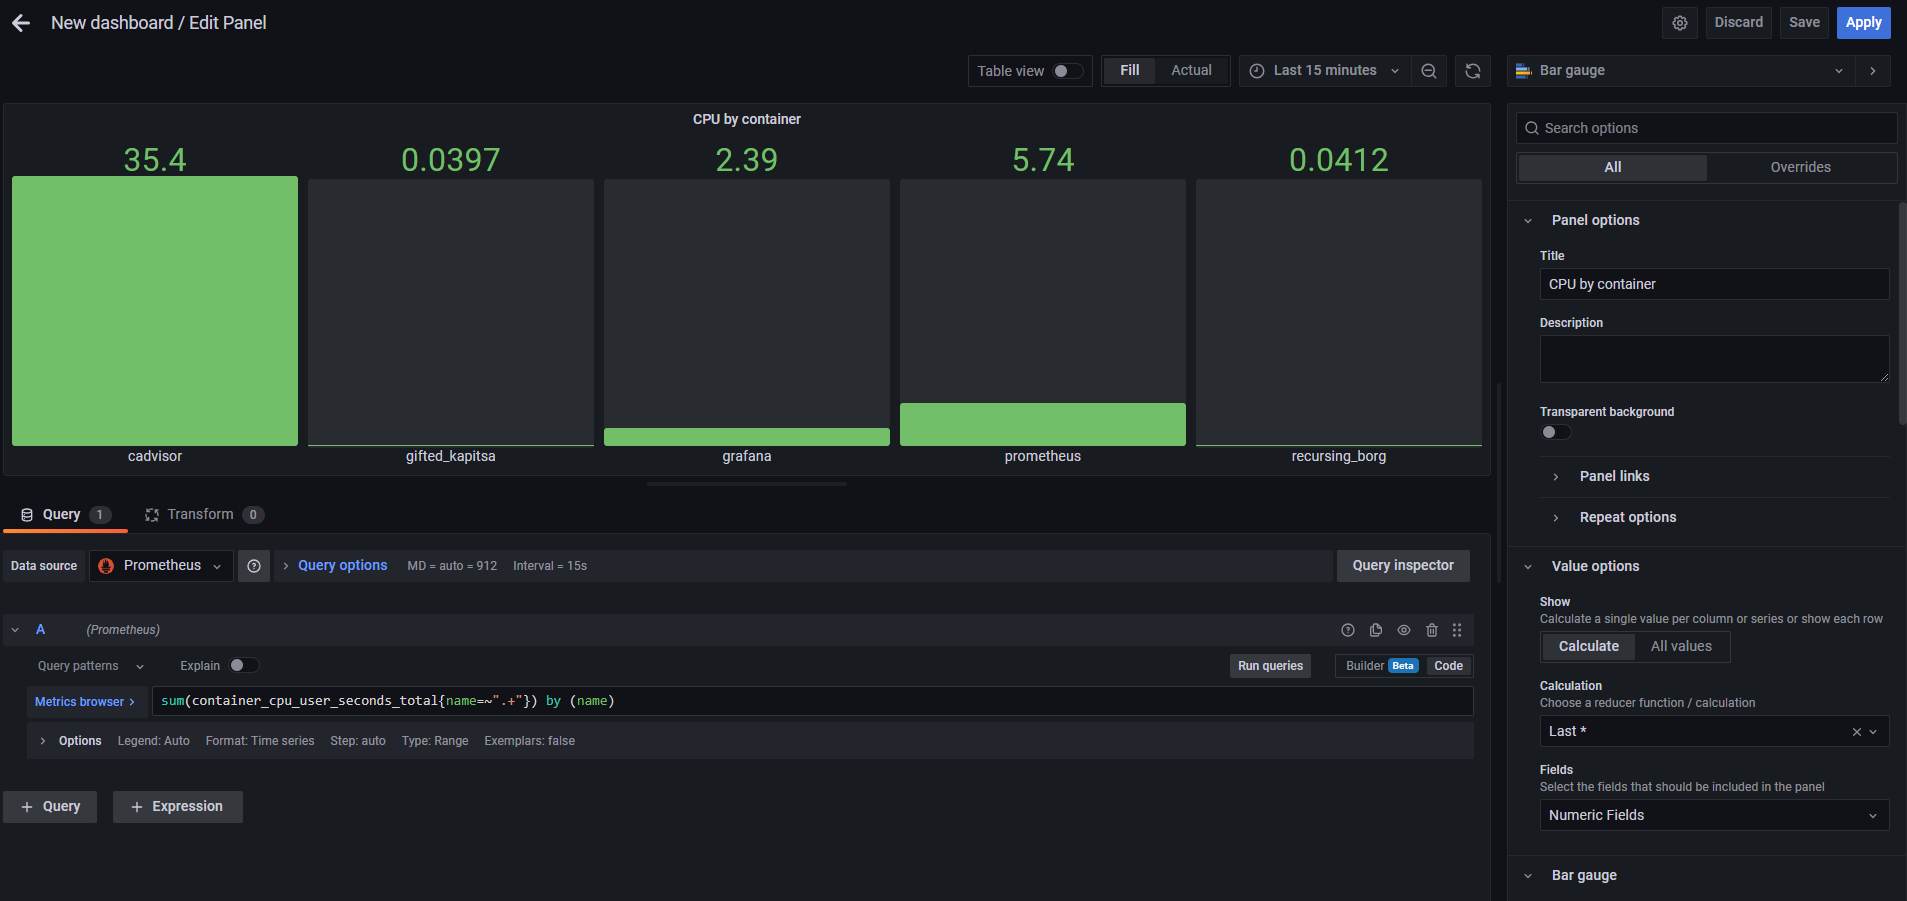 New dashboard / Edit Panel
Discard
Save
Apply
Table view
Fill
Actual
Last 15 minutes
Bar gauge
CPU by container
35.4
0.0397
2.39
5.74
0.0412
cadvisor
gifted_kapitsa
grafana
prometheus
recursing_borg
Query 1
Transform 0
Data source
Prometheus
Query options
MD = auto = 912
Interval = 15s
Query inspector
A
(Prometheus)
Query patterns
Explain
Run queries
Builder Beta
Code
Metrics browser >
sum(container_cpu_user_seconds_total{name=~".+"}) by (name)
Options
Legend: Auto
Format: Time series
Step: auto
Type: Range
Exemplars: false
+ Query
+ Expression
Search options
All
Overrides
Panel options
Title
CPU by container
Description
Transparent background
Panel links
Repeat options
Value options
Show
Calculate a single value per column or series or show each row
Calculate
All values
Calculation
Choose a reducer function / calculation
Last *
Fields
Select the fields that should be included in the panel
Numeric Fields
Bar gauge